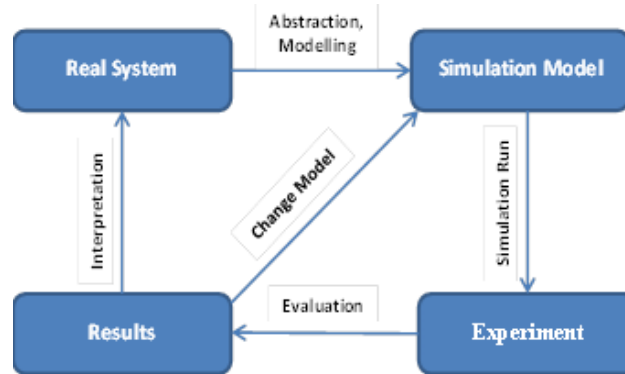 Abstraction,
Modelling
Real System
Simulation Model
Interpretation
Change Model
Simulation Run
Evaluation
Results
Experiment